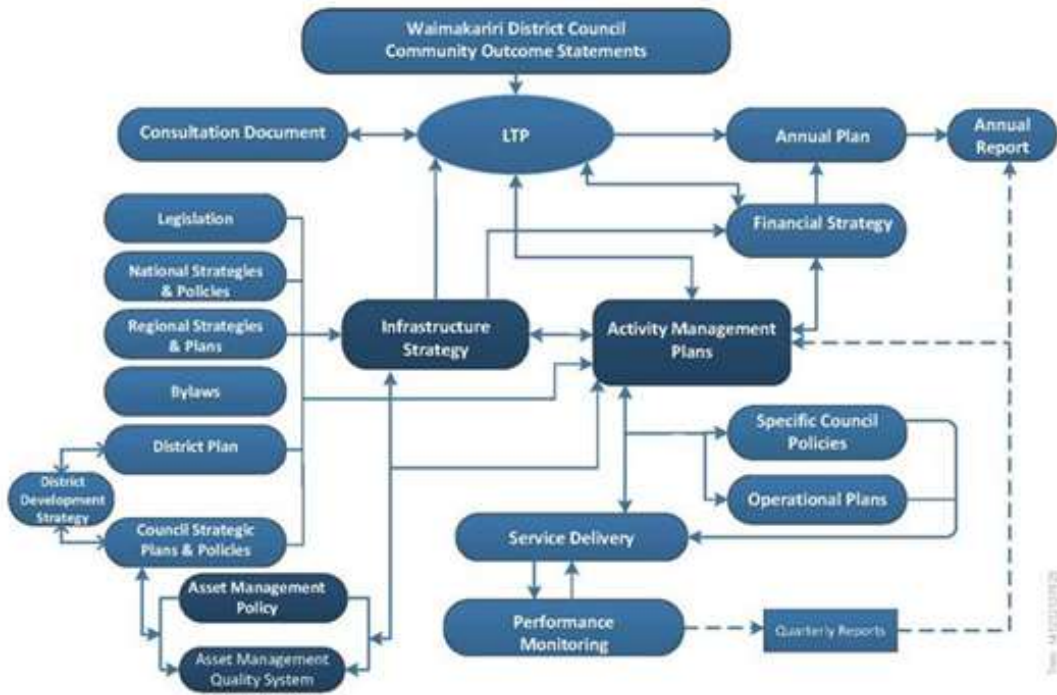 Waimakariri District Council
Community Outcome Statements
Consultation Document
LTP
Annual Plan
Annual
Report
Legislation
Financial Strategy
National Strategies
& Policies
Regional Strategies
& Plans
Infrastructure
Strategy
Activity Management
Plans
Bylaws
District Plan
Specific Council
Policies
District
Development
Strategy
Operational Plans
Council Strategic
Plans & Policies
Service Delivery
Asset Management
Policy
Performance
Monitoring
Quarterly Reports
Asset Management
Quality System